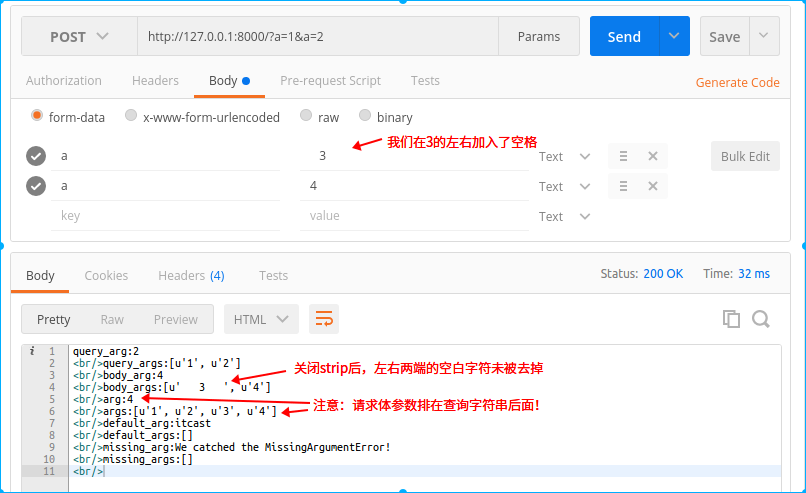 POST http://127.0.0.1:8000/?a=1&a=2 Params Send Save
Authorization Headers Body Pre-request Script Tests Generate Code
form-data x-www-form-urlencoded raw binary
我们在3的左右加入了空格
a 3 Text Bulk Edit
a 4 Text
key value Text
Body Cookies Headers (4) Tests Status: 200 OK Time: 32 ms
Pretty Raw Preview HTML
i 1 query_arg:2
2 <br/>query_args:[u'1', u'2']
3 <br/>body_arg:4
关闭strip后，左右两端的空白字符未被去掉
4 <br/>body_args:[u'   3   ', u'4']
5 <br/>arg:4
注意：请求体参数排在查询字符串后面！
6 <br/>args:[u'1', u'2', u'3', u'4']
7 <br/>default_arg:itcast
8 <br/>default_args:[]
9 <br/>missing_arg:We catched the MissingArgumentError!
10 <br/>missing_args:[]
11 <br/>